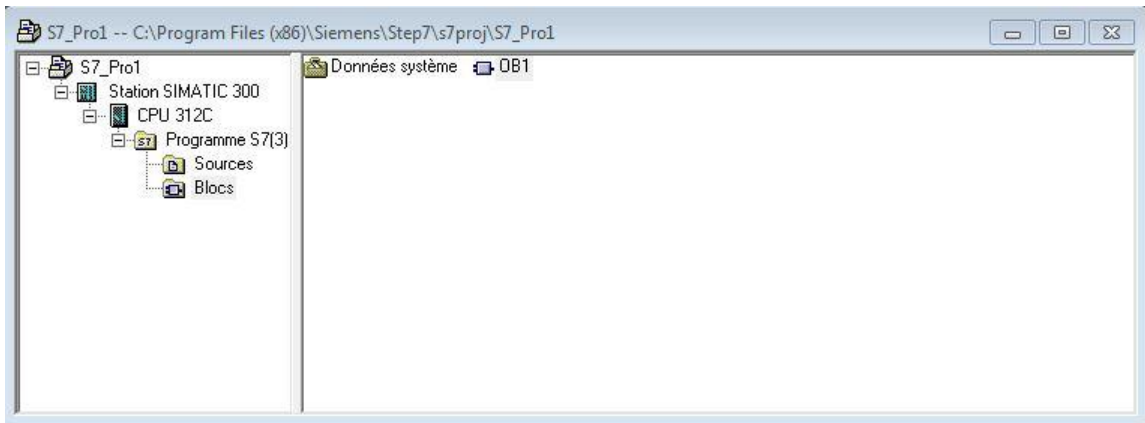 S7_Pro1 -- C:\Program Files (x86)\Siemens\Step7\s7proj\S7_Pro1
S7_Pro1
Station SIMATIC 300
CPU 312C
Programme S7(3)
Sources
Blocs
Données système
OB1